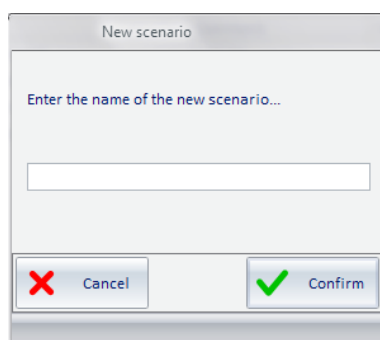 New scenario
Enter the name of the new scenario...
Cancel
Confirm